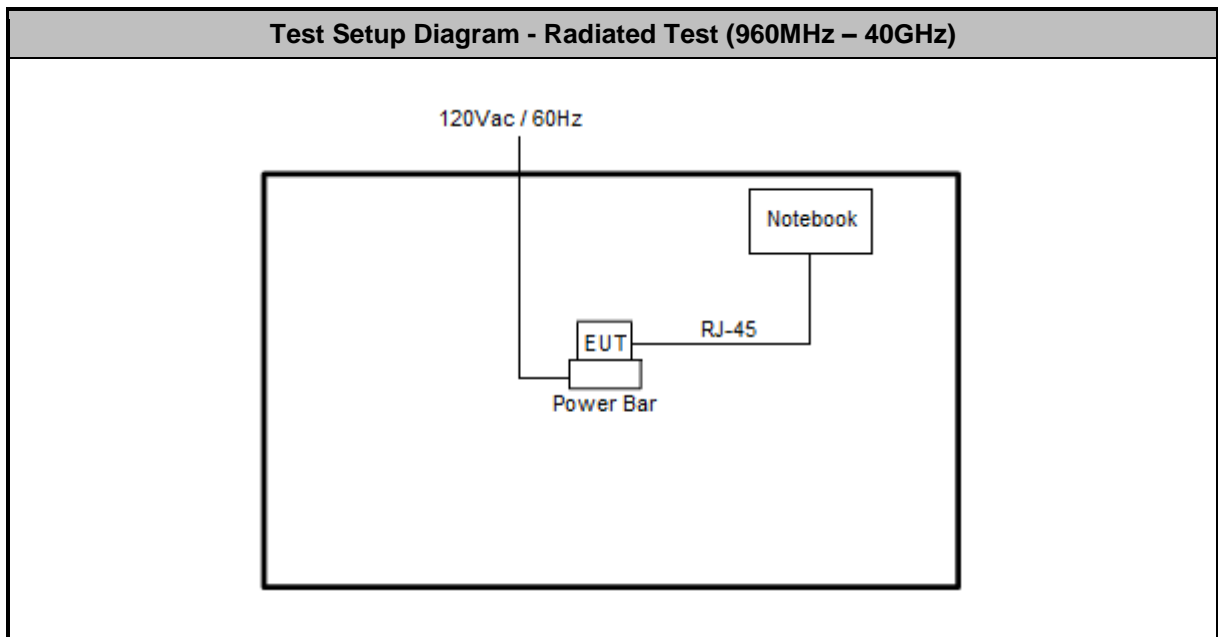 Test Setup Diagram - Radiated Test (960MHz – 40GHz)
120Vac / 60Hz
Notebook
EUT
RJ-45
Power Bar